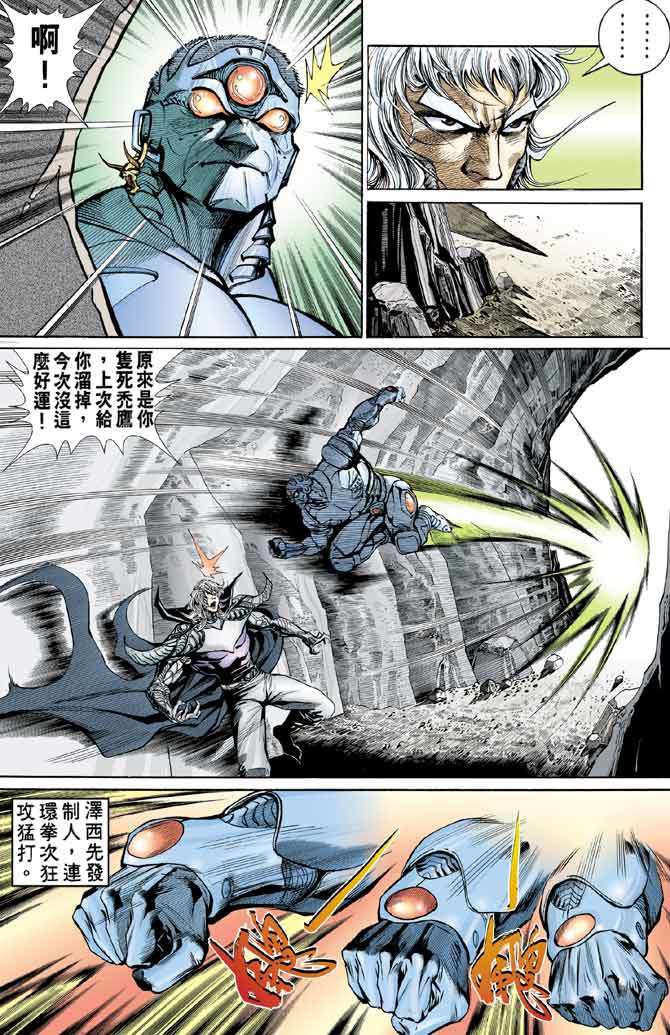 ……
……
啊！
原來是你
隻死禿鷹
，上次給
你溜掉，
今次沒這
麼好運！
澤西先發
制人，連
環拳次狂
攻猛打。